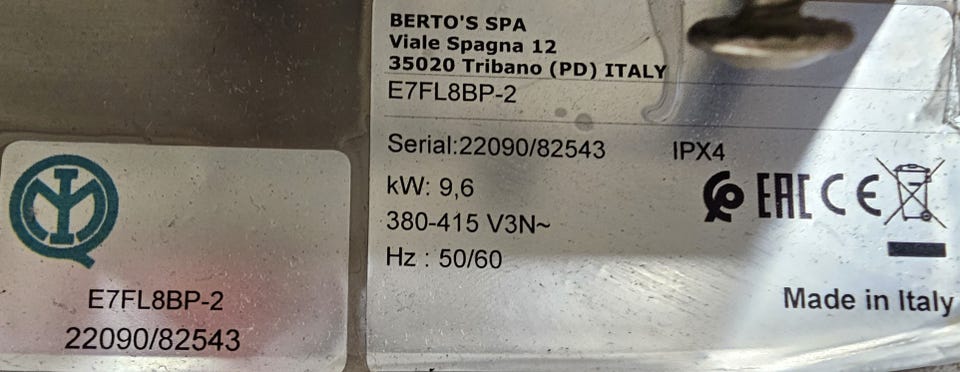 BERTO'S SPA
Viale Spagna 12
35020 Tribano (PD) ITALY
E7FL8BP-2
Serial:22090/82543 IPX4
kW: 9,6
380-415 V3N~
Hz : 50/60
EAC CE
Made in Italy
E7FL8BP-2
22090/82543